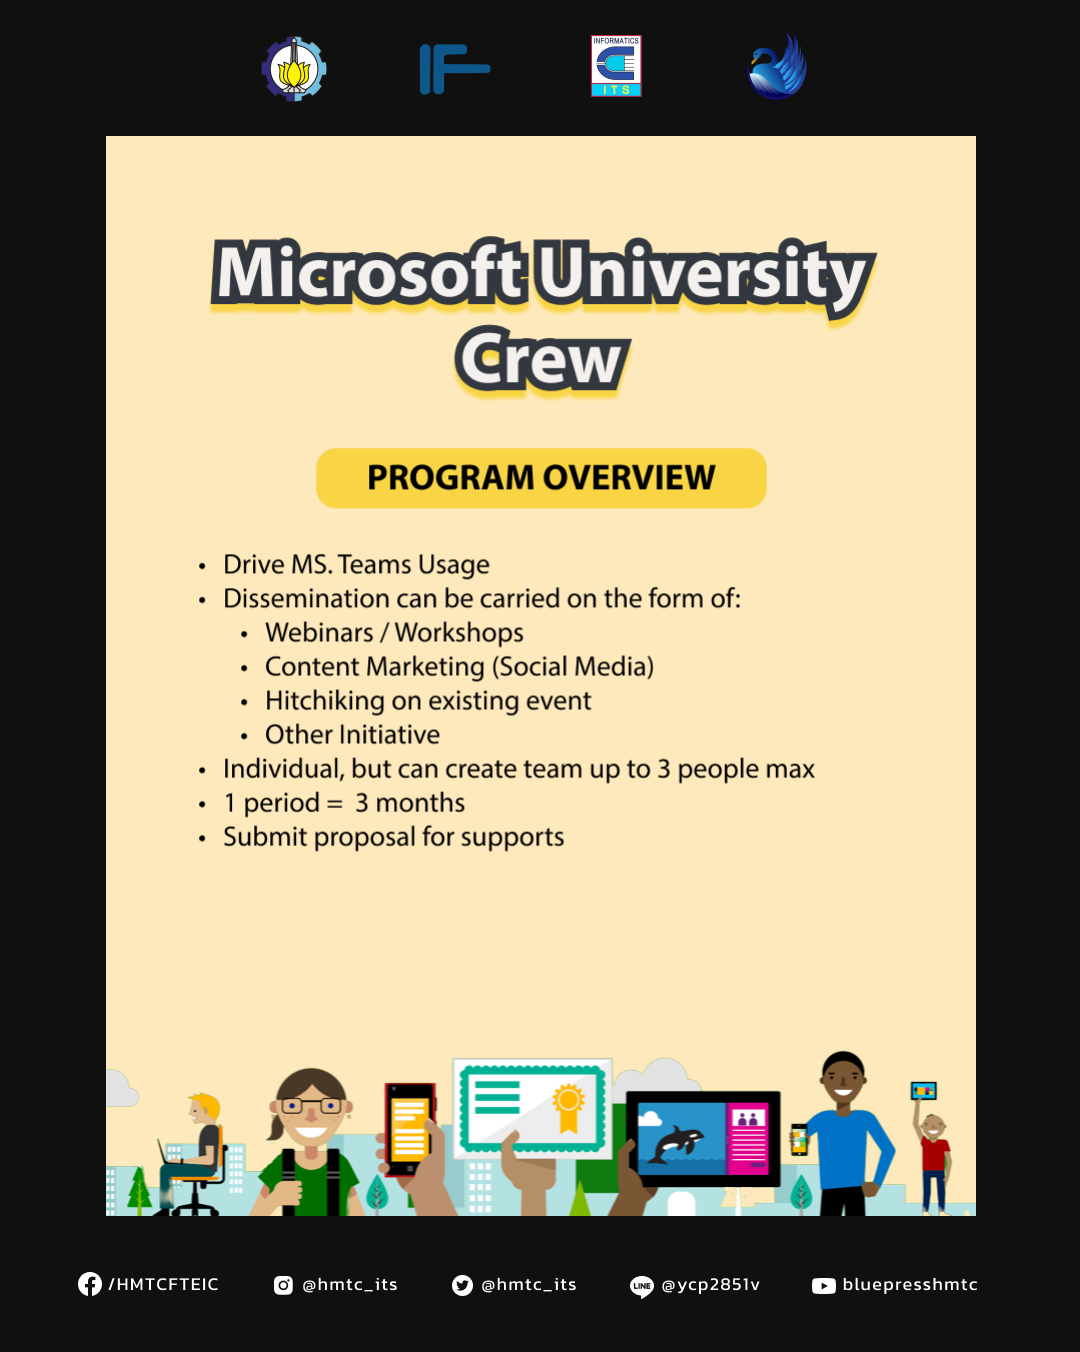 INFORMATICS
ITS
Microsoft University
Crew
PROGRAM OVERVIEW
• Drive MS. Teams Usage
• Dissemination can be carried on the form of:
• Webinars / Workshops
• Content Marketing (Social Media)
• Hitchiking on existing event
• Other Initiative
• Individual, but can create team up to 3 people max
• 1 period = 3 months
• Submit proposal for supports
/HMTCFTEIC @hmtc_its @hmtc_its LINE @ycp2851v bluepresshmtc